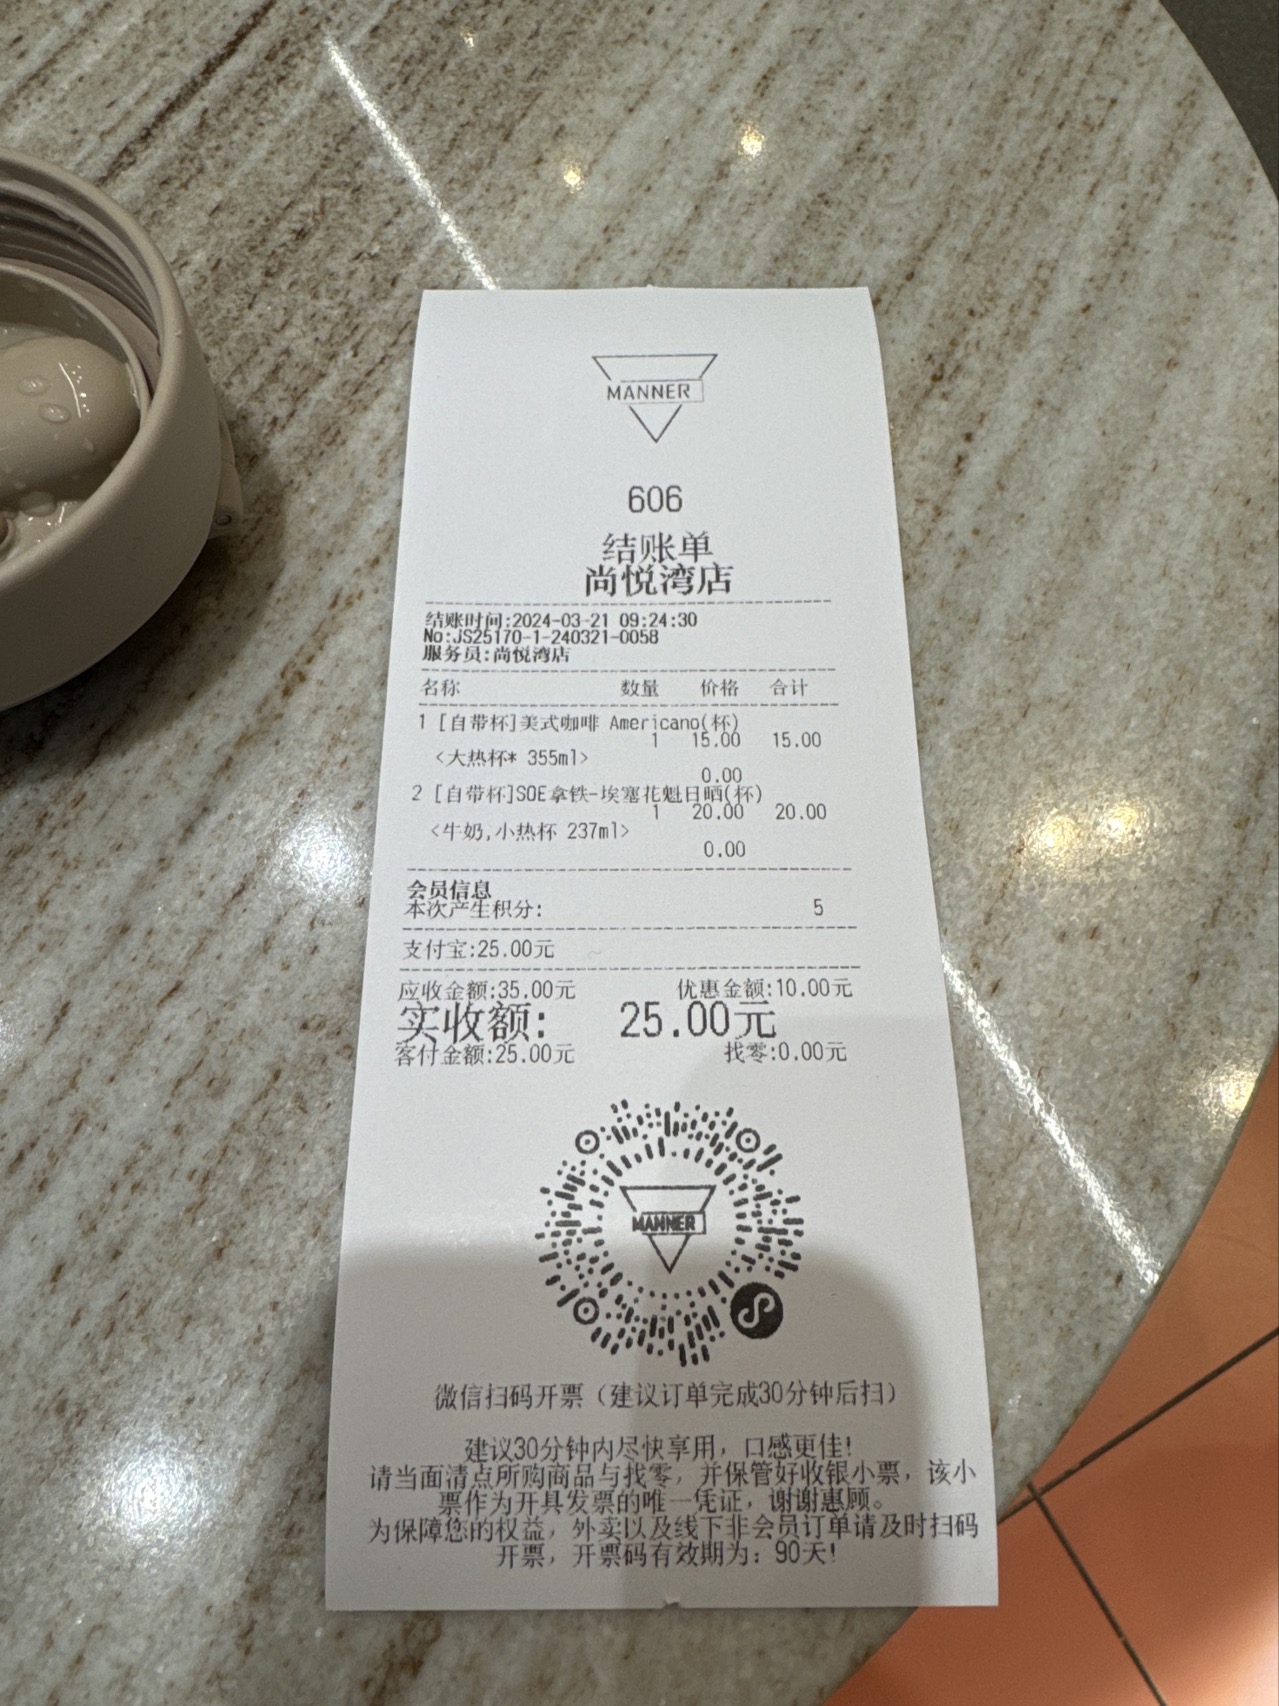 MANNER
606
结账单
尚悦湾店
结账时间:2024-03-21 09:24:30
No:JS25170-1-240321-0058
服务员:尚悦湾店
名称 数量 价格 合计
1 [自带杯]美式咖啡 Americano(杯)
1 15.00 15.00
<大热杯* 355ml>
0.00
2 [自带杯]SOE拿铁-埃塞花魁日晒(杯)
1 20.00 20.00
<牛奶,小热杯 237ml>
0.00
会员信息
本次产生积分: 5
支付宝:25.00元
应收金额:35.00元 优惠金额:10.00元
实收额: 25.00元
客付金额:25.00元 找零:0.00元
MANNER
微信扫码开票（建议订单完成30分钟后扫）
建议30分钟内尽快享用，口感更佳!
请当面清点所购商品与找零，并保管好收银小票，该小
票作为开具发票的唯一凭证，谢谢惠顾。
为保障您的权益，外卖以及线下非会员订单请及时扫码
开票，开票码有效期为：90天!